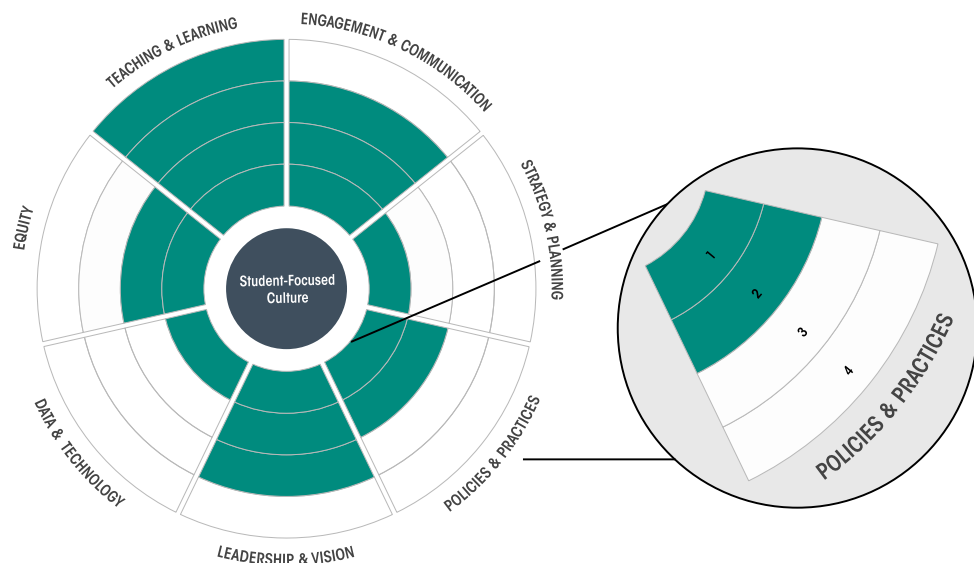 TEACHING & LEARNING
ENGAGEMENT & COMMUNICATION
STRATEGY & PLANNING
POLICIES & PRACTICES
LEADERSHIP & VISION
DATA & TECHNOLOGY
EQUITY
Student-Focused
Culture
1
2
3
4
POLICIES & PRACTICES